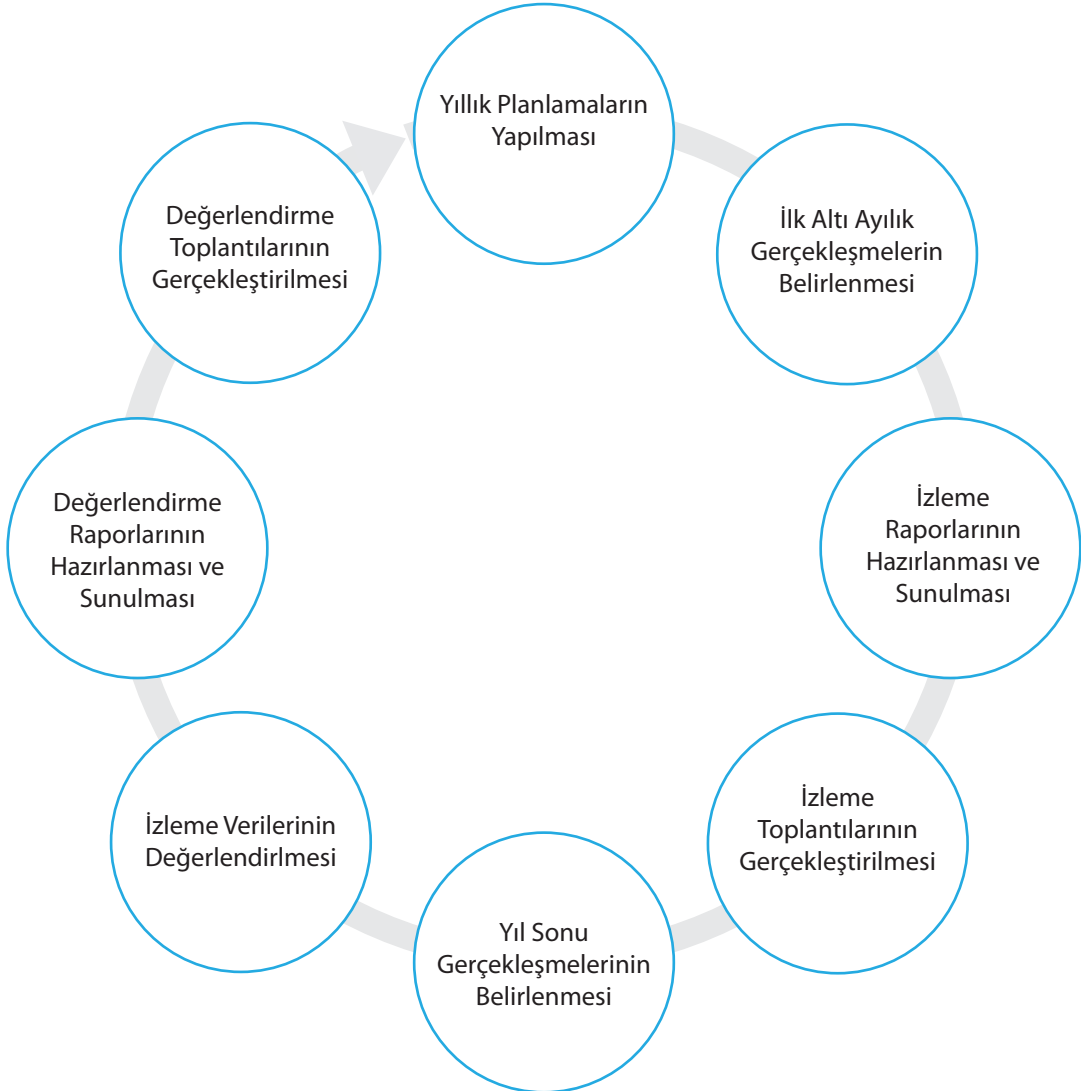 Yıllık Planlamaların
Yapılması
İlk Altı Ayılık
Gerçekleşmelerin
Belirlenmesi
İzleme
Raporlarının
Hazırlanması ve
Sunulması
İzleme
Toplantılarının
Gerçekleştirilmesi
Yıl Sonu
Gerçekleşmelerinin
Belirlenmesi
İzleme Verilerinin
Değerlendirlmesi
Değerlendirme
Raporlarının
Hazırlanması ve
Sunulması
Değerlendirme
Toplantılarının
Gerçekleştirilmesi